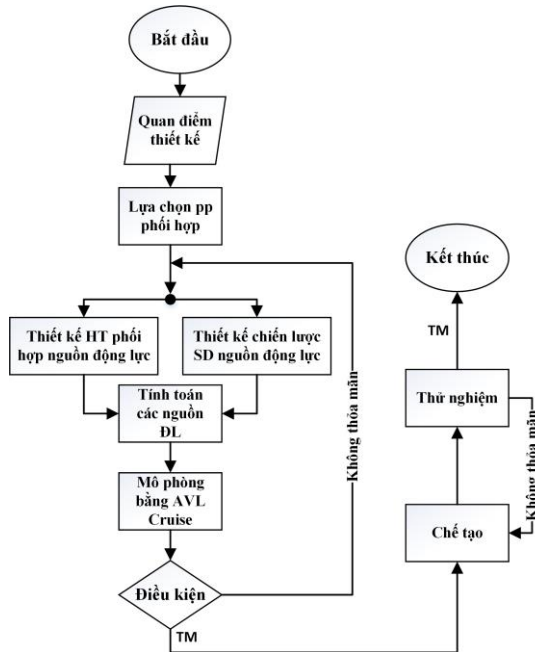 Bắt đầu
Quan điểm
thiết kế
Lựa chọn pp
phối hợp
Thiết kế HT phối
hợp nguồn động lực
Thiết kế chiến lược
SD nguồn động lực
Tính toán
các nguồn
ĐL
Mô phỏng
bằng AVL
Cruise
Điều kiện
TM
Không thỏa mãn
Kết thúc
TM
Thử nghiệm
Không thỏa mãn
Chế tạo